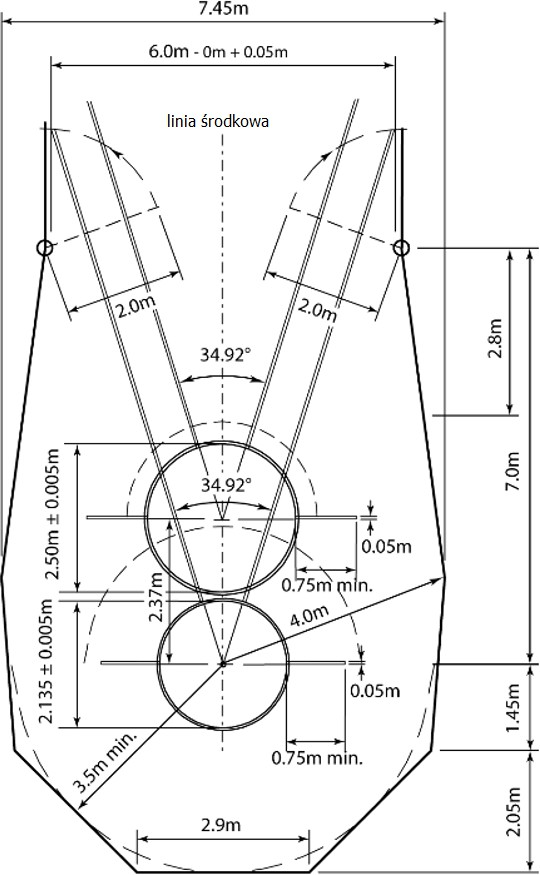 7.45m
6.0m - 0m + 0.05m
linia środkowa
2.0m
2.0m
34.92°
2.8m
7.0m
2.50m ± 0.005m
34.92°
0.05m
2.37m
0.75m min.
4.0m
2.135 ± 0.005m
0.05m
1.45m
3.5m min.
0.75m min.
2.9m
2.05m